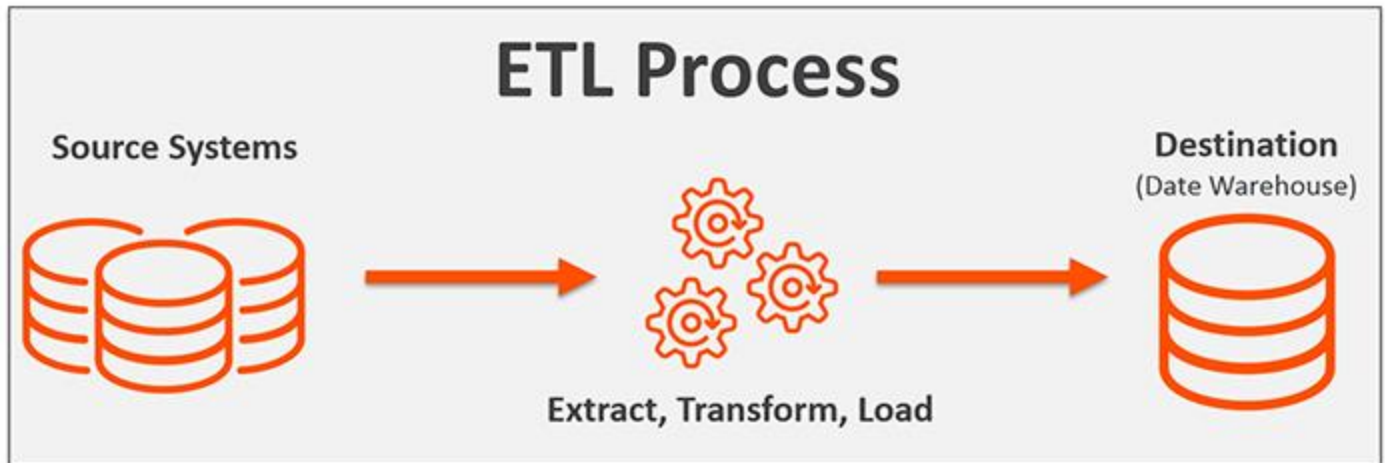 ETL Process
Source Systems
Destination
(Date Warehouse)
Extract, Transform, Load